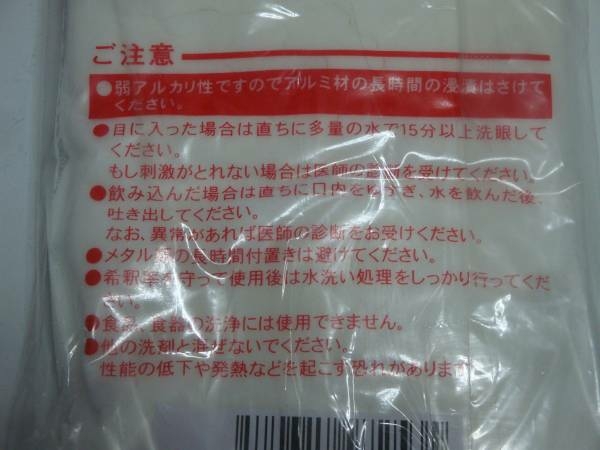 ご注意
●弱アルカリ性ですのでアルミ材の長時間の浸漬はさけて
ください。
●目に入った場合は直ちに多量の水で15分以上洗眼して
ください。
もし刺激がとれない場合は医師の診断を受けてください。
●飲み込んだ場合は直ちに口内をゆすぎ、水を飲んだ後、
吐き出してください。
なお、異常があれば医師の診断をお受けください。
●メタル類の長時間付置きは避けてください。
●希釈率を守って使用後は水洗い処理をしっかり行ってくだ
さい。
●食品、食器の洗浄には使用できません。
●他の洗剤と混ぜないでください。
性能の低下や発熱などを起こす恐れがあります